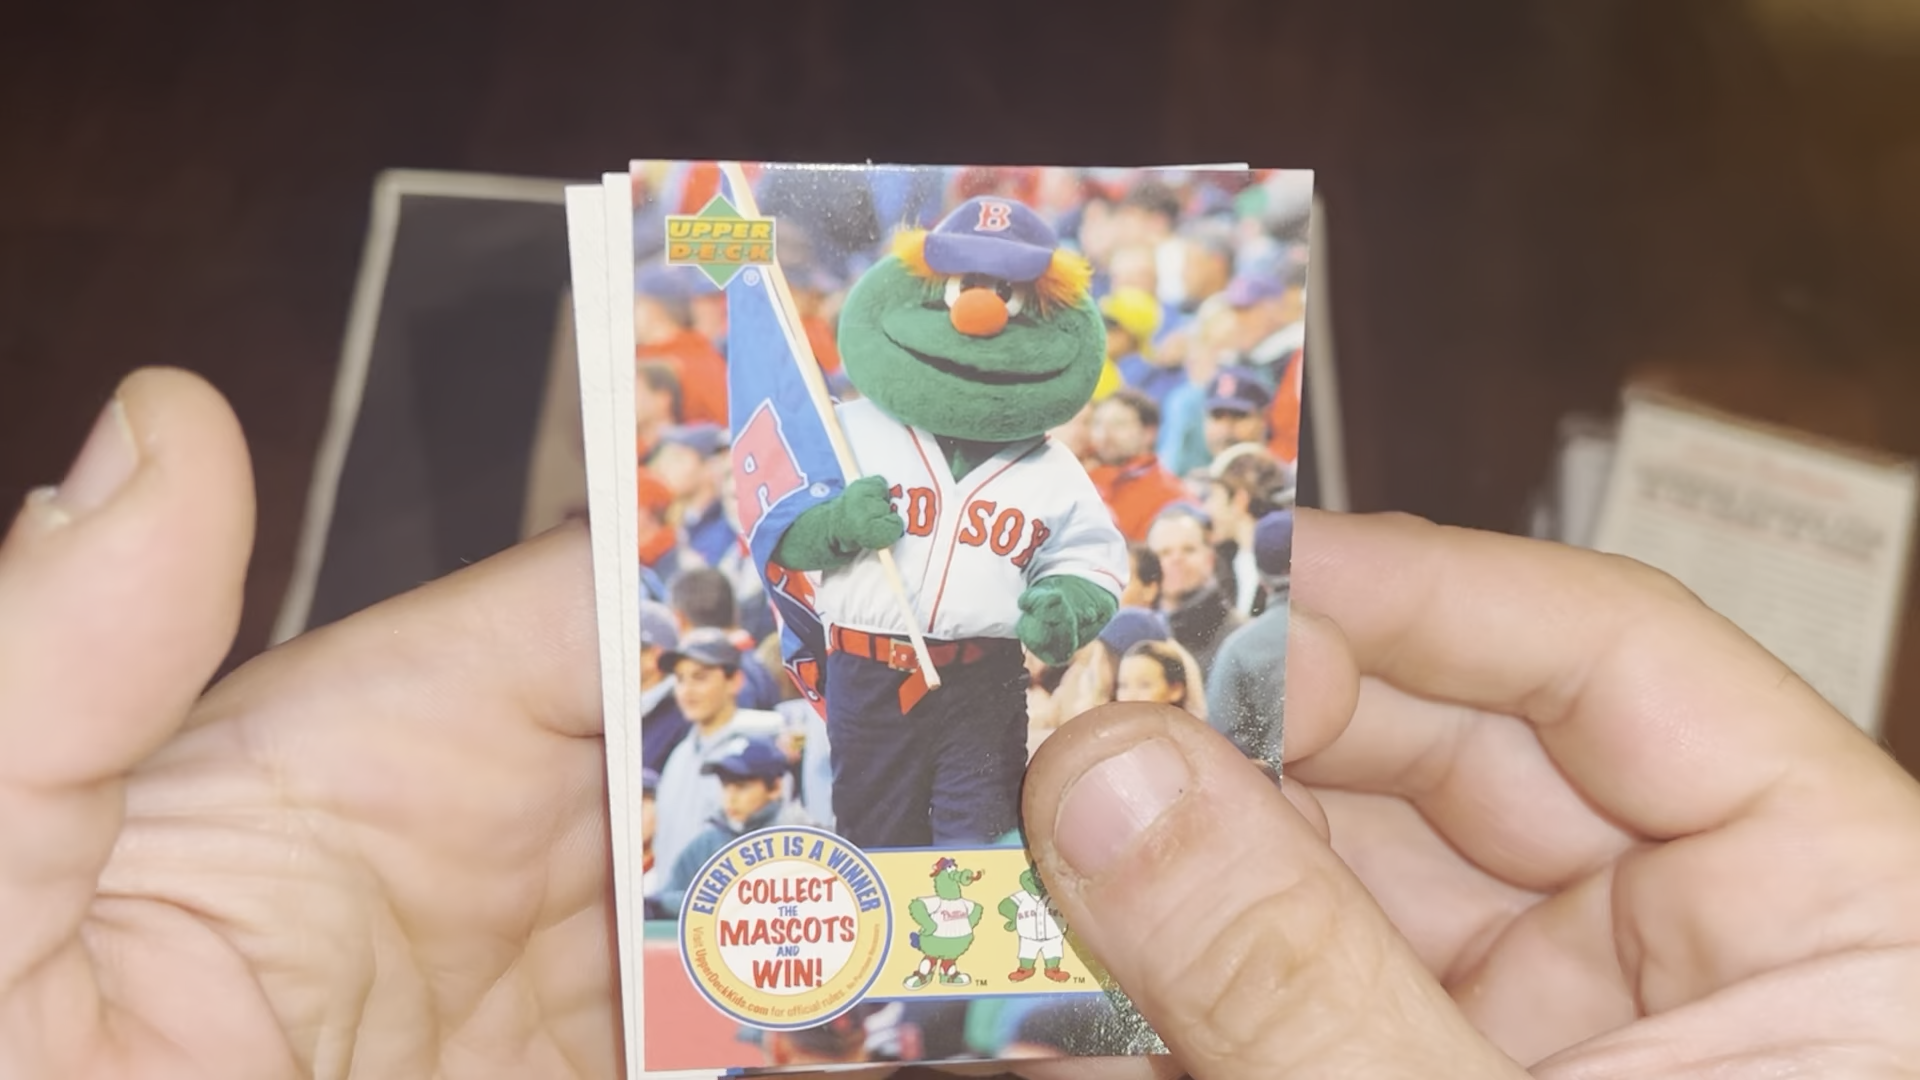 UPPER
DECK
®
B
RED SOX
EVERY SET IS A WINNER
COLLECT
THE
MASCOTS
AND
WIN!
Visit UpperDeckKids.com for official rules.
Phillies
TM
TM